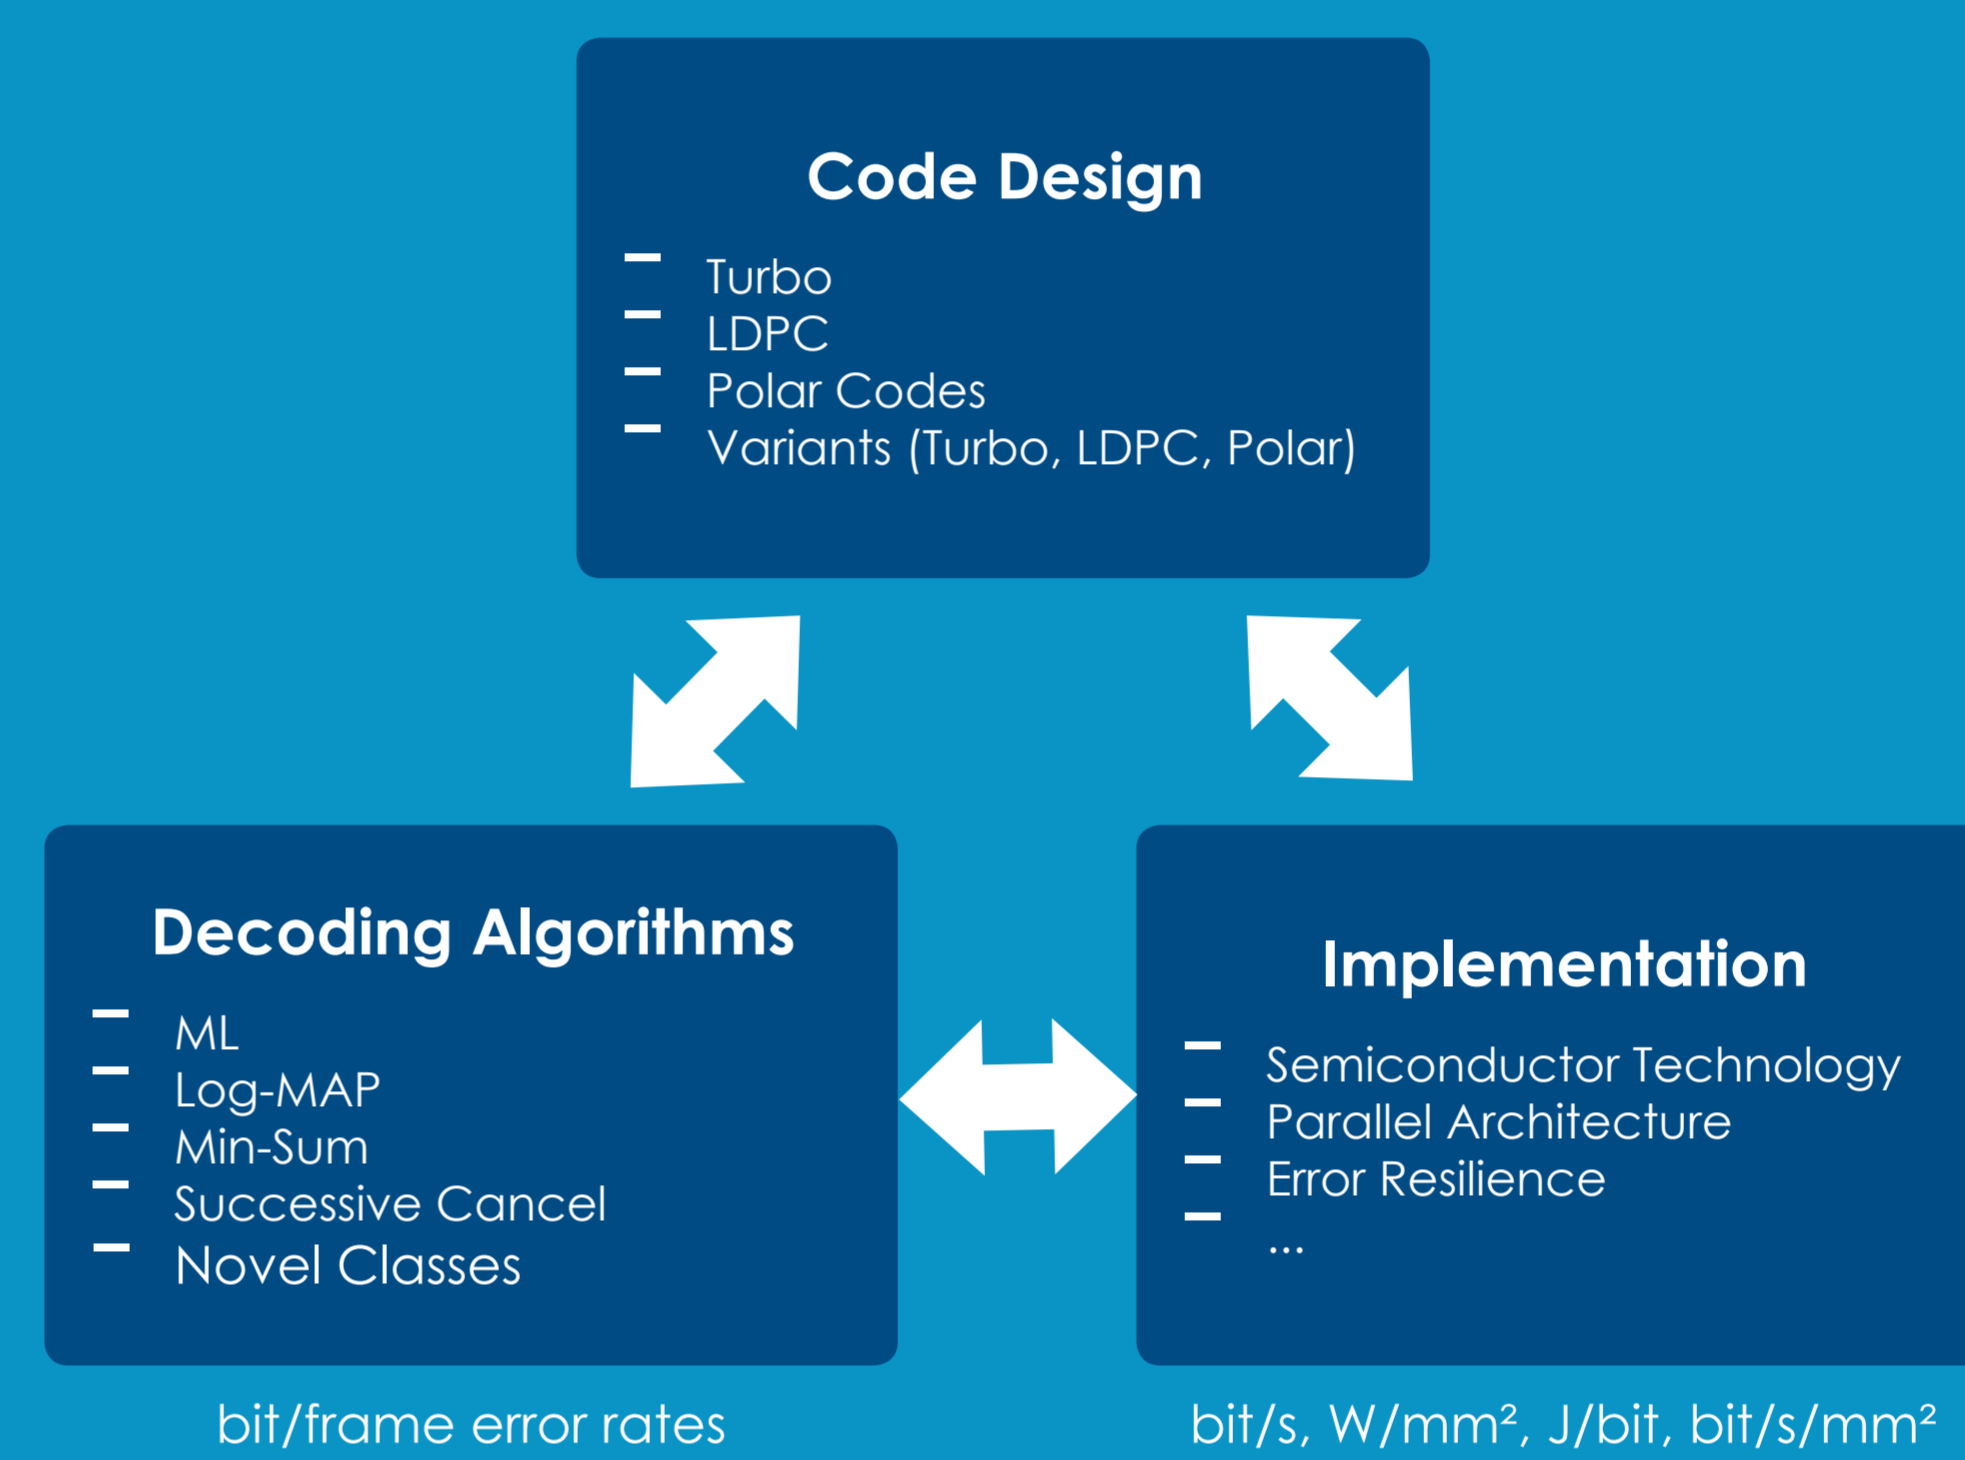 Code Design
– Turbo
– LDPC
– Polar Codes
– Variants (Turbo, LDPC, Polar)
Decoding Algorithms
– ML
– Log-MAP
– Min-Sum
– Successive Cancel
– Novel Classes
bit/frame error rates
Implementation
– Semiconductor Technology
– Parallel Architecture
– Error Resilience
– ...
bit/s, W/mm², J/bit, bit/s/mm²